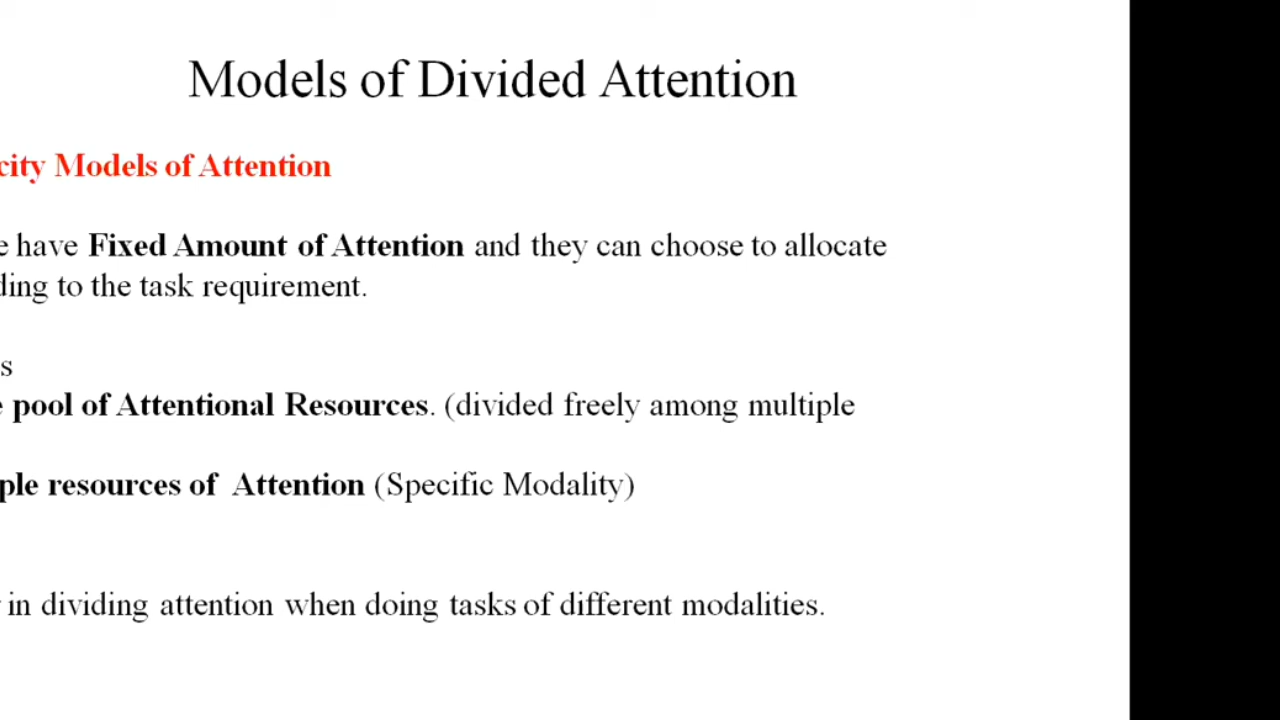 Models of Divided Attention
city Models of Attention
e have Fixed Amount of Attention and they can choose to allocate
ding to the task requirement.
s
e pool of Attentional Resources. (divided freely among multiple
ple resources of Attention (Specific Modality)
in dividing attention when doing tasks of different modalities.